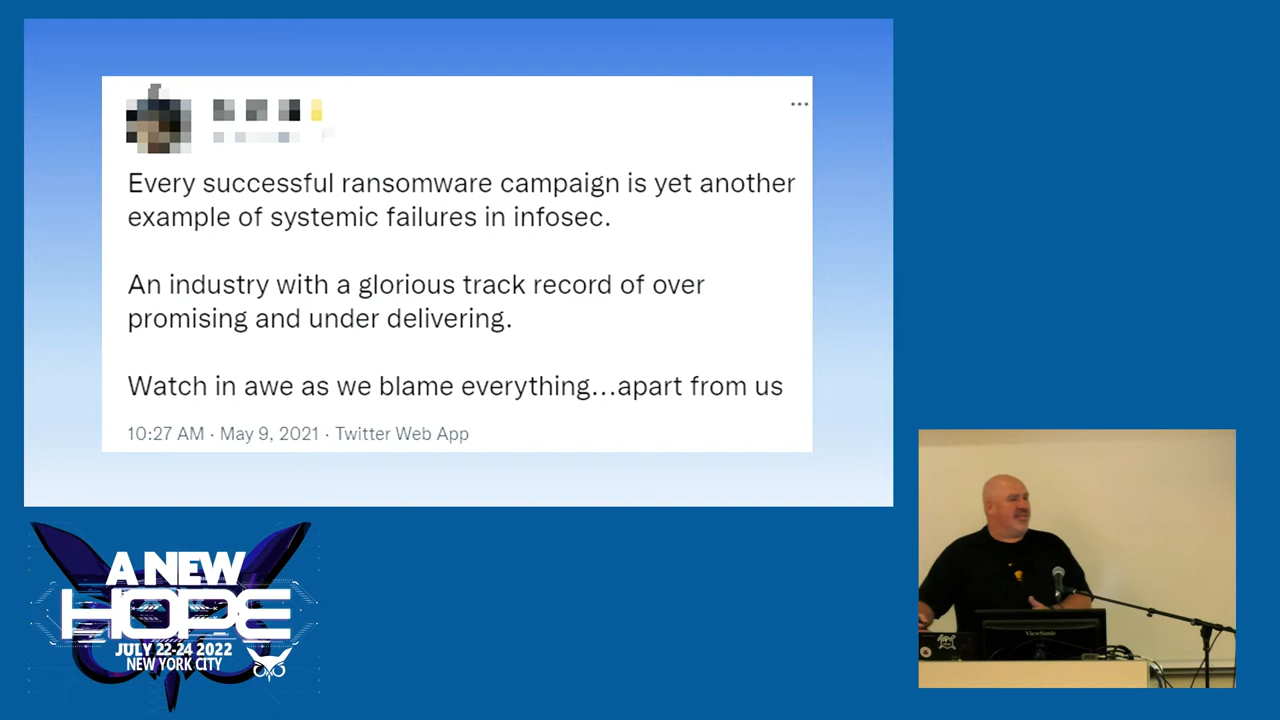 Every successful ransomware campaign is yet another
example of systemic failures in infosec.
An industry with a glorious track record of over
promising and under delivering.
Watch in awe as we blame everything...apart from us
10:27 AM · May 9, 2021 · Twitter Web App
A NEW
HOPE
JULY 22-24 2022
NEW YORK CITY
ViewSonic